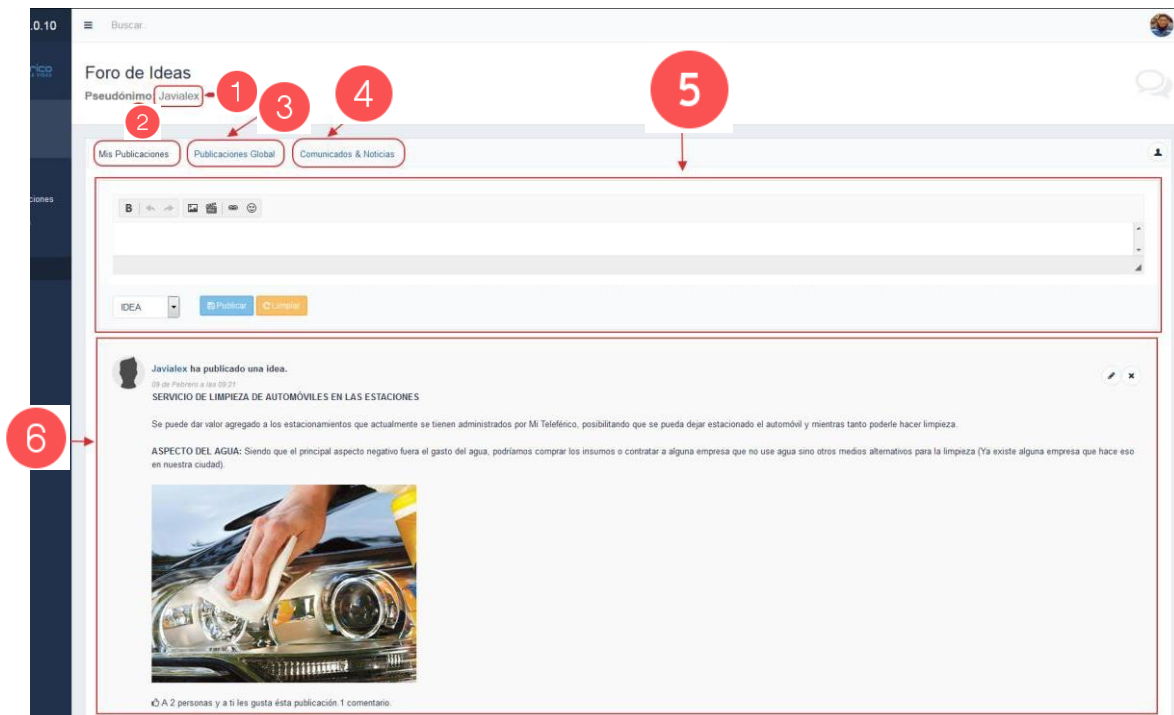 .0.10
Buscar.
Foro de Ideas
Pseudónimo: Javialex
1
2
3
4
5
Mis Publicaciones Publicaciones Global Comunicados & Noticias
ciones
B
IDEA Publicar Limpiar
6
Javialex ha publicado una idea.
09 de Febrero a las 09:21
SERVICIO DE LIMPIEZA DE AUTOMÓVILES EN LAS ESTACIONES
Se puede dar valor agregado a los estacionamientos que actualmente se tienen administrados por Mi Teleférico, posibilitando que se pueda dejar estacionado el automóvil y mientras tanto poderle hacer limpieza.
ASPECTO DEL AGUA: Siendo que el principal aspecto negativo fuera el gasto del agua, podríamos comprar los insumos o contratar a alguna empresa que no use agua sino otros medios alternativos para la limpieza (Ya existe alguna empresa que hace eso
en nuestra ciudad).
A 2 personas y a ti les gusta ésta publicación.1 comentario.